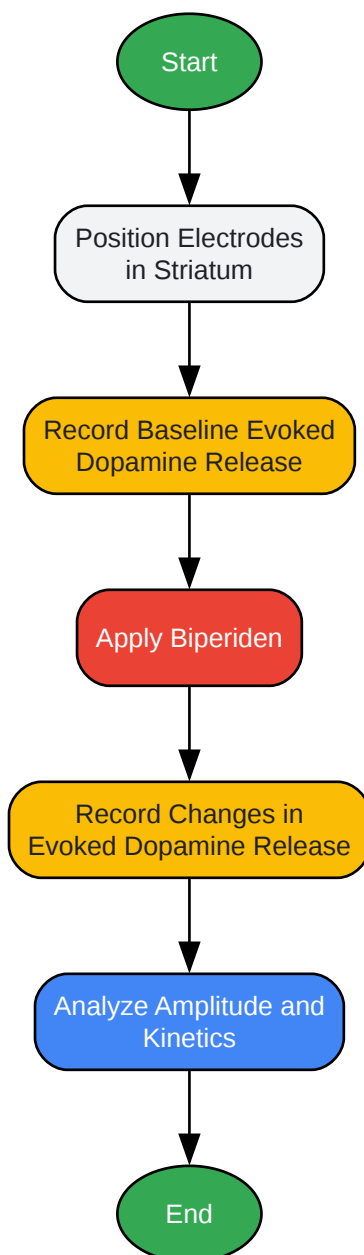 Start
Position Electrodes
in Striatum
Record Baseline Evoked
Dopamine Release
Apply Biperiden
Record Changes in
Evoked Dopamine Release
Analyze Amplitude and
Kinetics
End